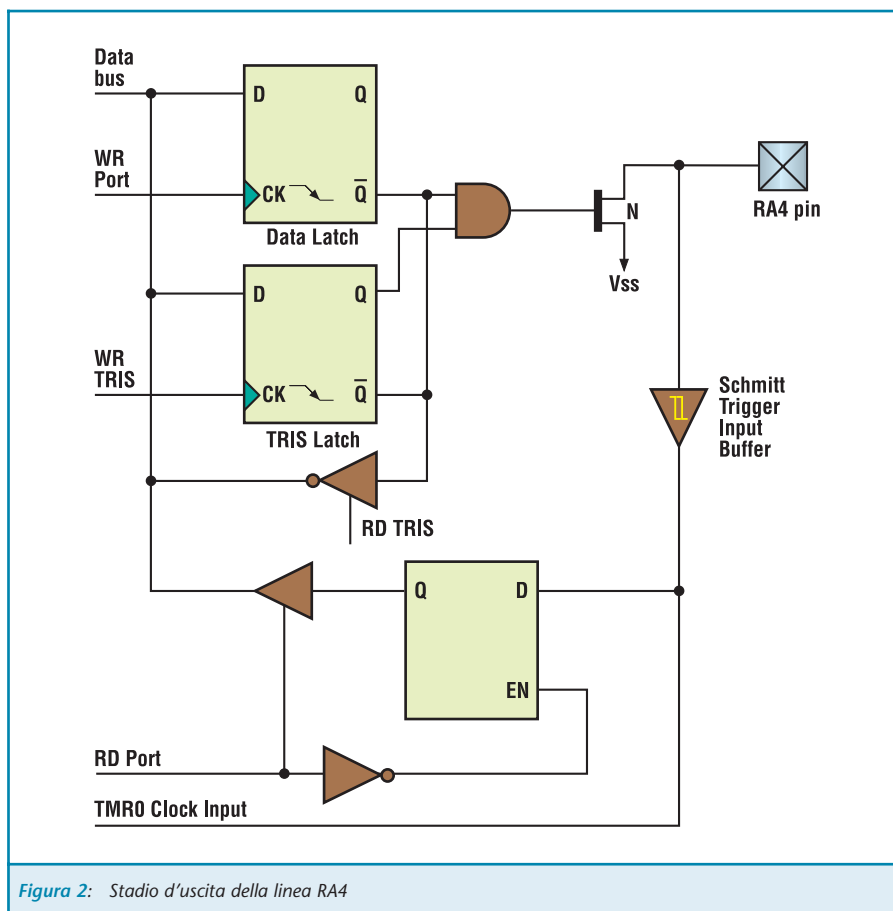 Data
bus
D
Q
WR
Port
CK
Q̅
Data Latch
N
RA4 pin
Vss
D
Q
WR
TRIS
CK
Q̅
TRIS Latch
Schmitt
Trigger
Input
Buffer
RD TRIS
Q
D
EN
RD Port
TMR0 Clock Input
Figura 2: Stadio d'uscita della linea RA4